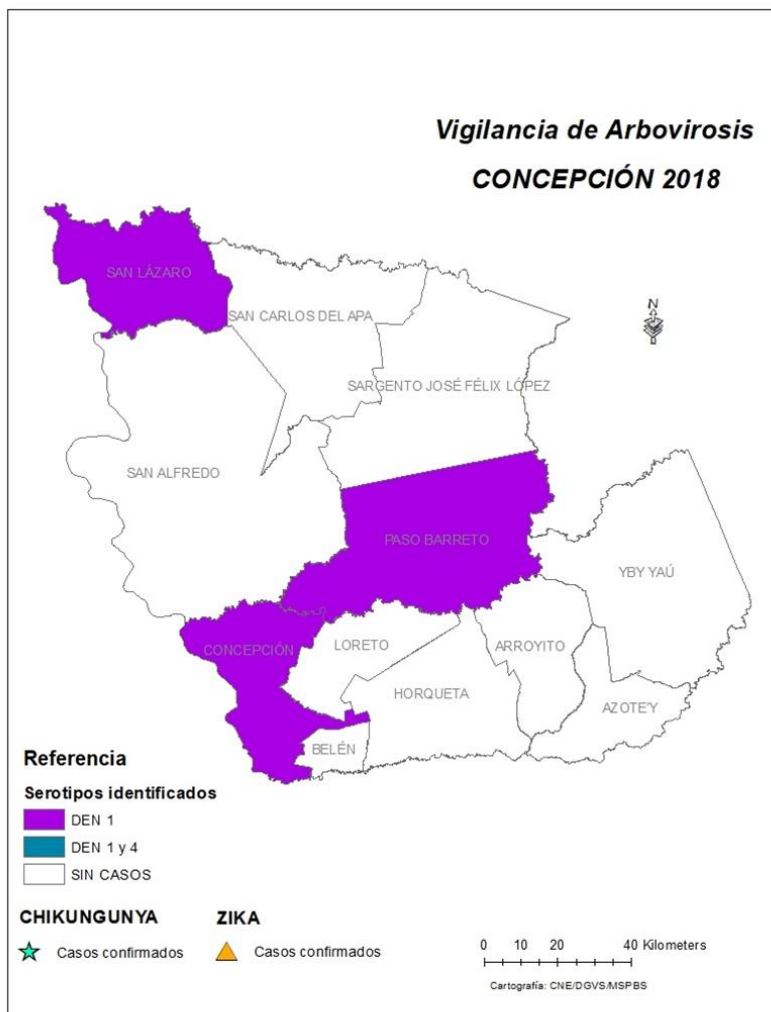 Vigilancia de Arbovirosis
CONCEPCIÓN 2018
SAN LÁZARO
N
SAN CARLOS DEL APA
SARGENTO JOSÉ FÉLIX LÓPEZ
SAN ALFREDO
PASO BARRETO
YBY YAÚ
CONCEPCIÓN
LORETO
ARROYITO
HORQUETA
AZOTE'Y
BELÉN
Referencia
Serotipos identificados
DEN 1
DEN 1 y 4
SIN CASOS
CHIKUNGUNYA ZIKA
Casos confirmados Casos confirmados
0 10 20 40 Kilometers
Cartografía: CNE/DGVS/MSPBS